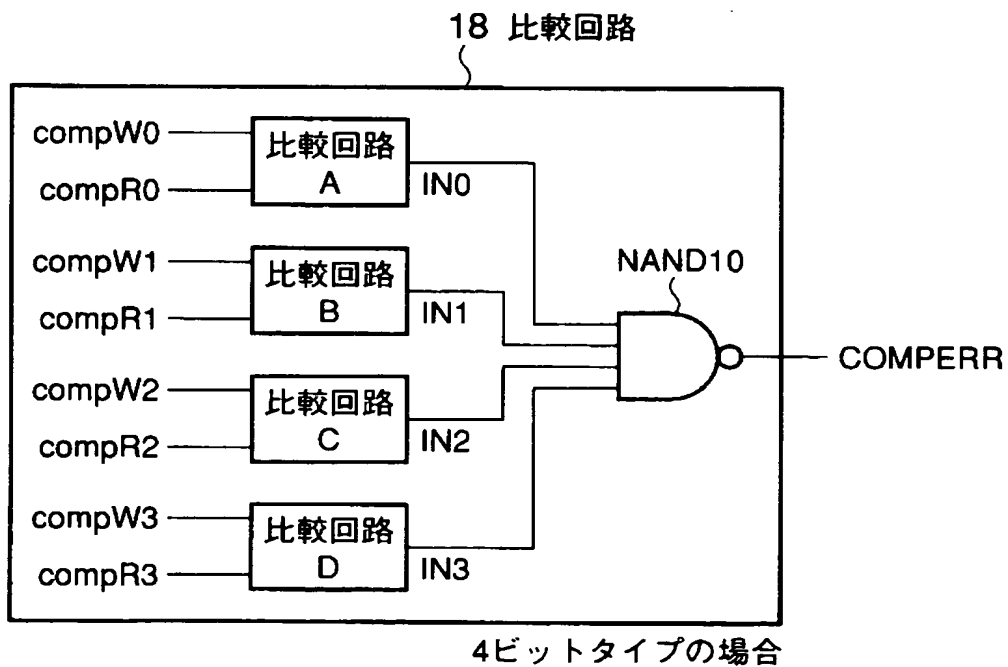 18 比較回路
compW0
compR0
比較回路
A
IN0
compW1
compR1
比較回路
B
IN1
NAND10
COMPERR
compW2
compR2
比較回路
C
IN2
compW3
compR3
比較回路
D
IN3
4ビットタイプの場合